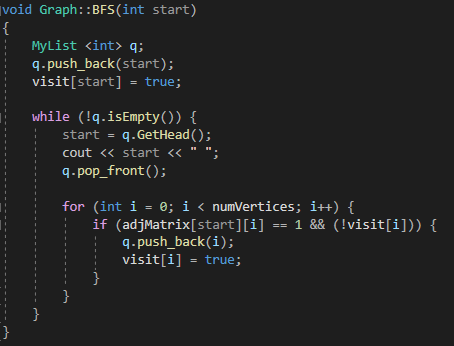 void Graph::BFS(int start)
{
    MyList <int> q;
    q.push_back(start);
    visit[start] = true;

    while (!q.isEmpty()) {
        start = q.GetHead();
        cout << start << " ";
        q.pop_front();

        for (int i = 0; i < numVertices; i++) {
            if (adjMatrix[start][i] == 1 && (!visit[i])) {
                q.push_back(i);
                visit[i] = true;
            }
        }
    }
}